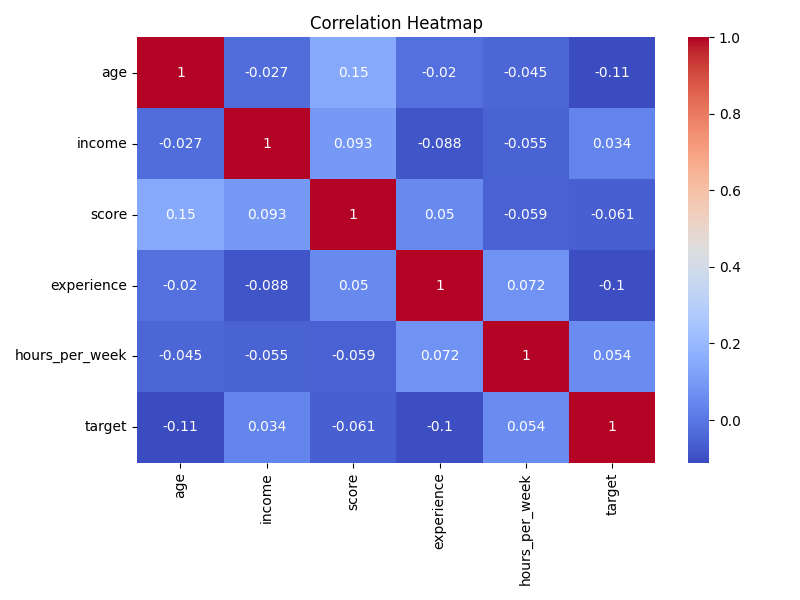 Correlation Heatmap
age 1 -0.027 0.15 -0.02 -0.045 -0.11
income -0.027 1 0.093 -0.088 -0.055 0.034
score 0.15 0.093 1 0.05 -0.059 -0.061
experience -0.02 -0.088 0.05 1 0.072 -0.1
hours_per_week -0.045 -0.055 -0.059 0.072 1 0.054
target -0.11 0.034 -0.061 -0.1 0.054 1
age income score experience hours_per_week target
1.0
0.8
0.6
0.4
0.2
0.0